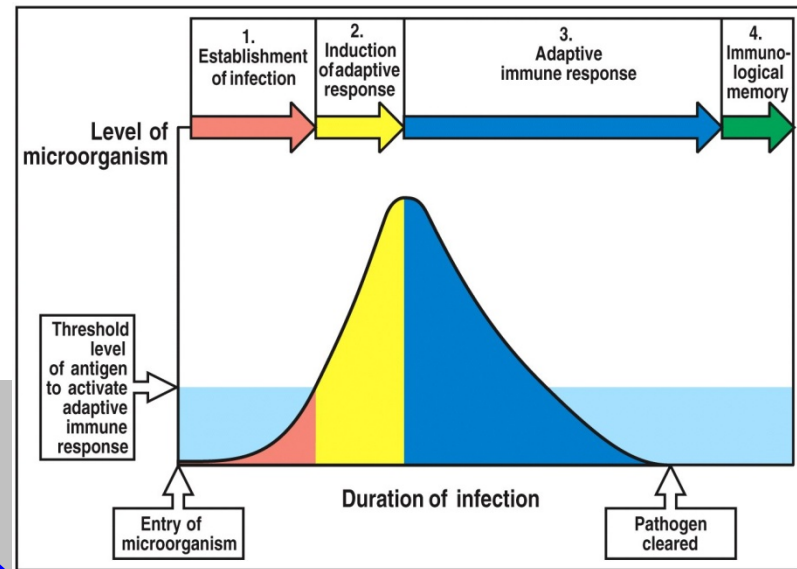 1.
Establishment
of infection
2.
Induction
of adaptive
response
3.
Adaptive
immune response
4.
Immuno-
logical
memory
Level of
microorganism
Threshold
level
of antigen
to activate
adaptive
immune
response
Duration of infection
Entry of
microorganism
Pathogen
cleared